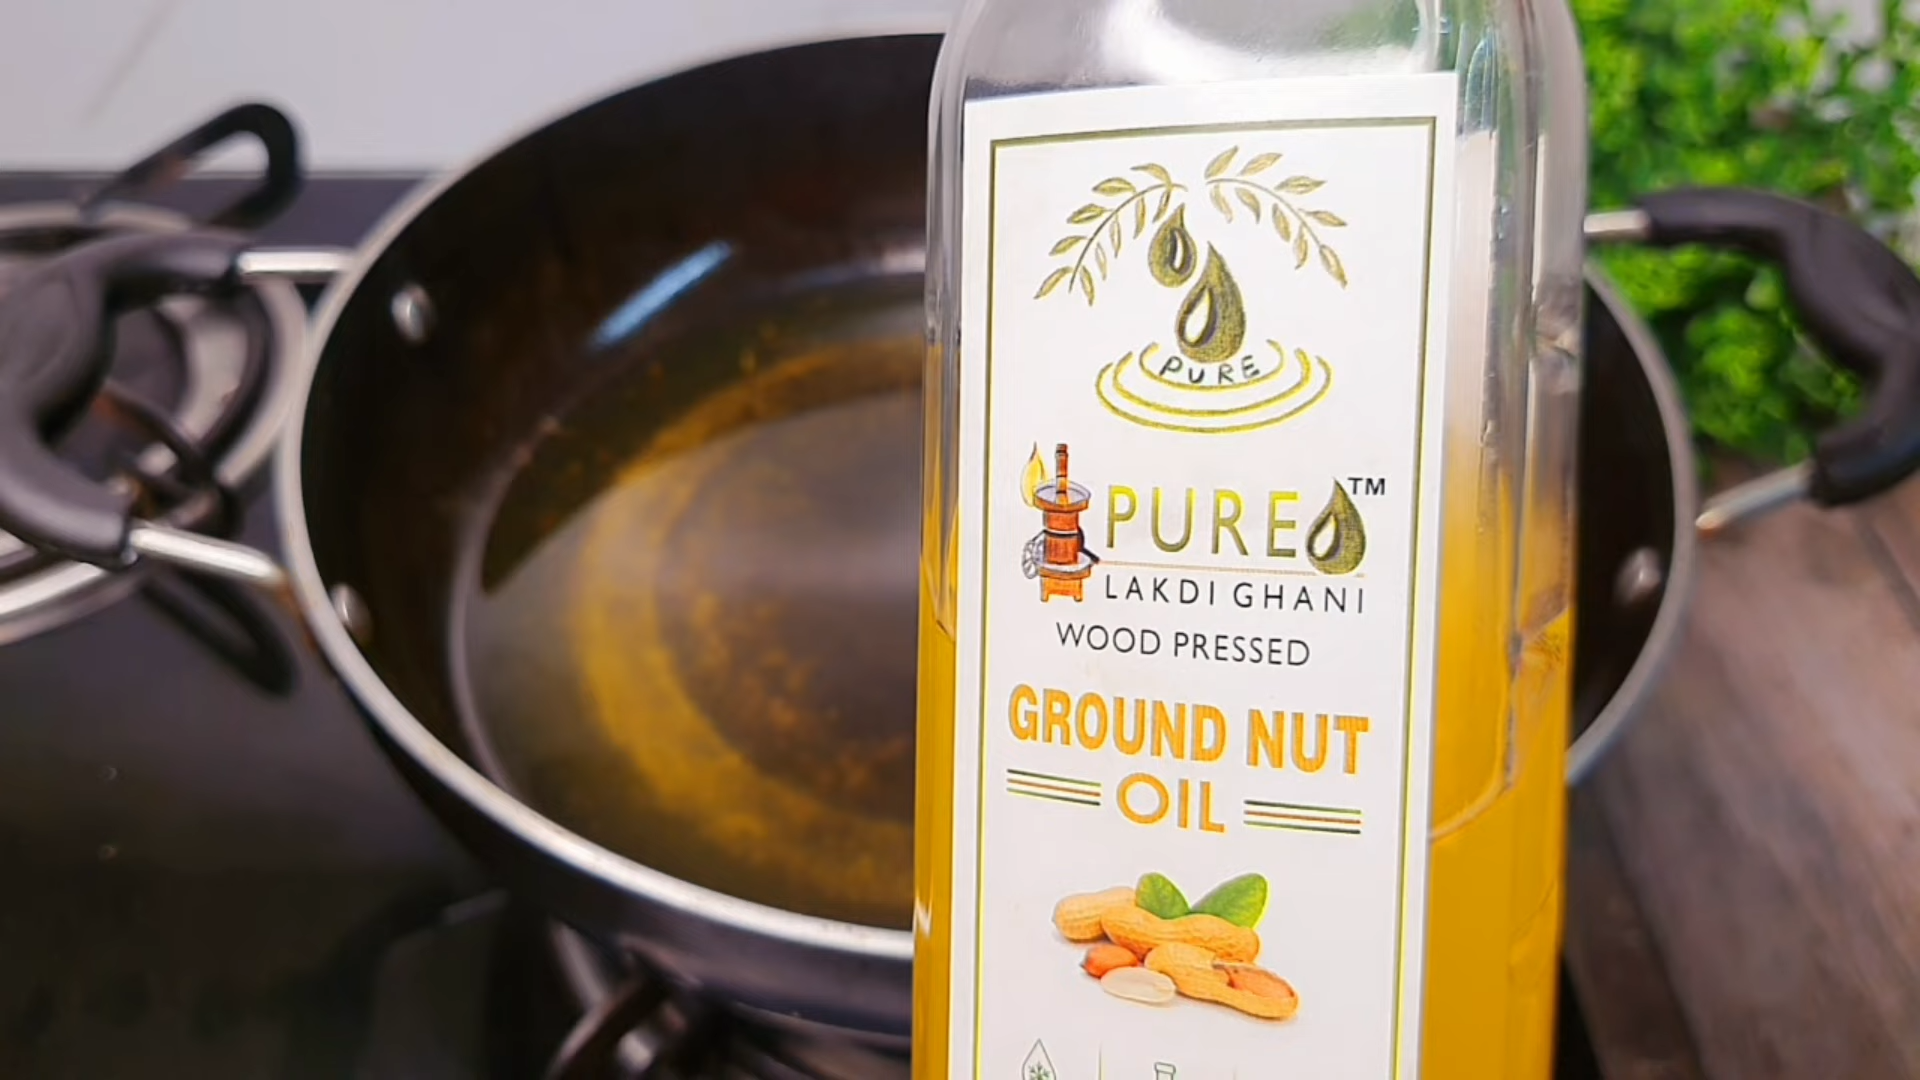 PURE
PURE™
LAKDI GHANI
WOOD PRESSED
GROUND NUT
OIL